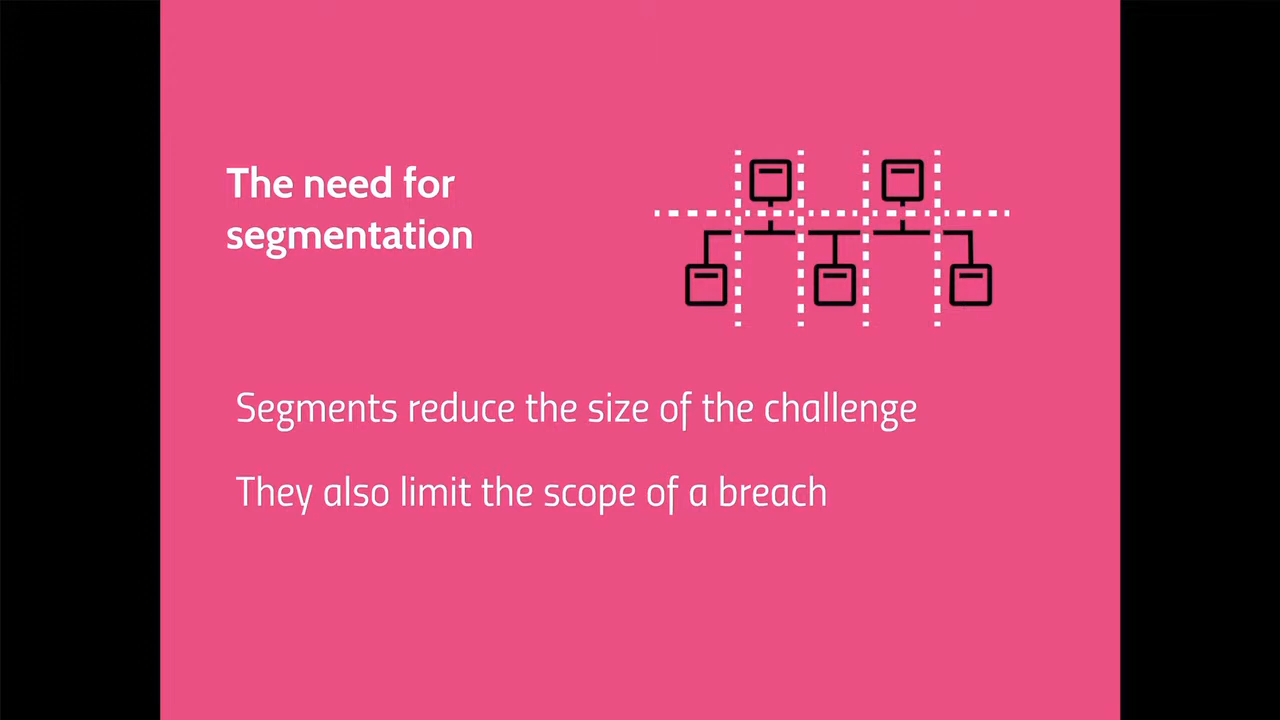 The need for
segmentation
Segments reduce the size of the challenge
They also limit the scope of a breach